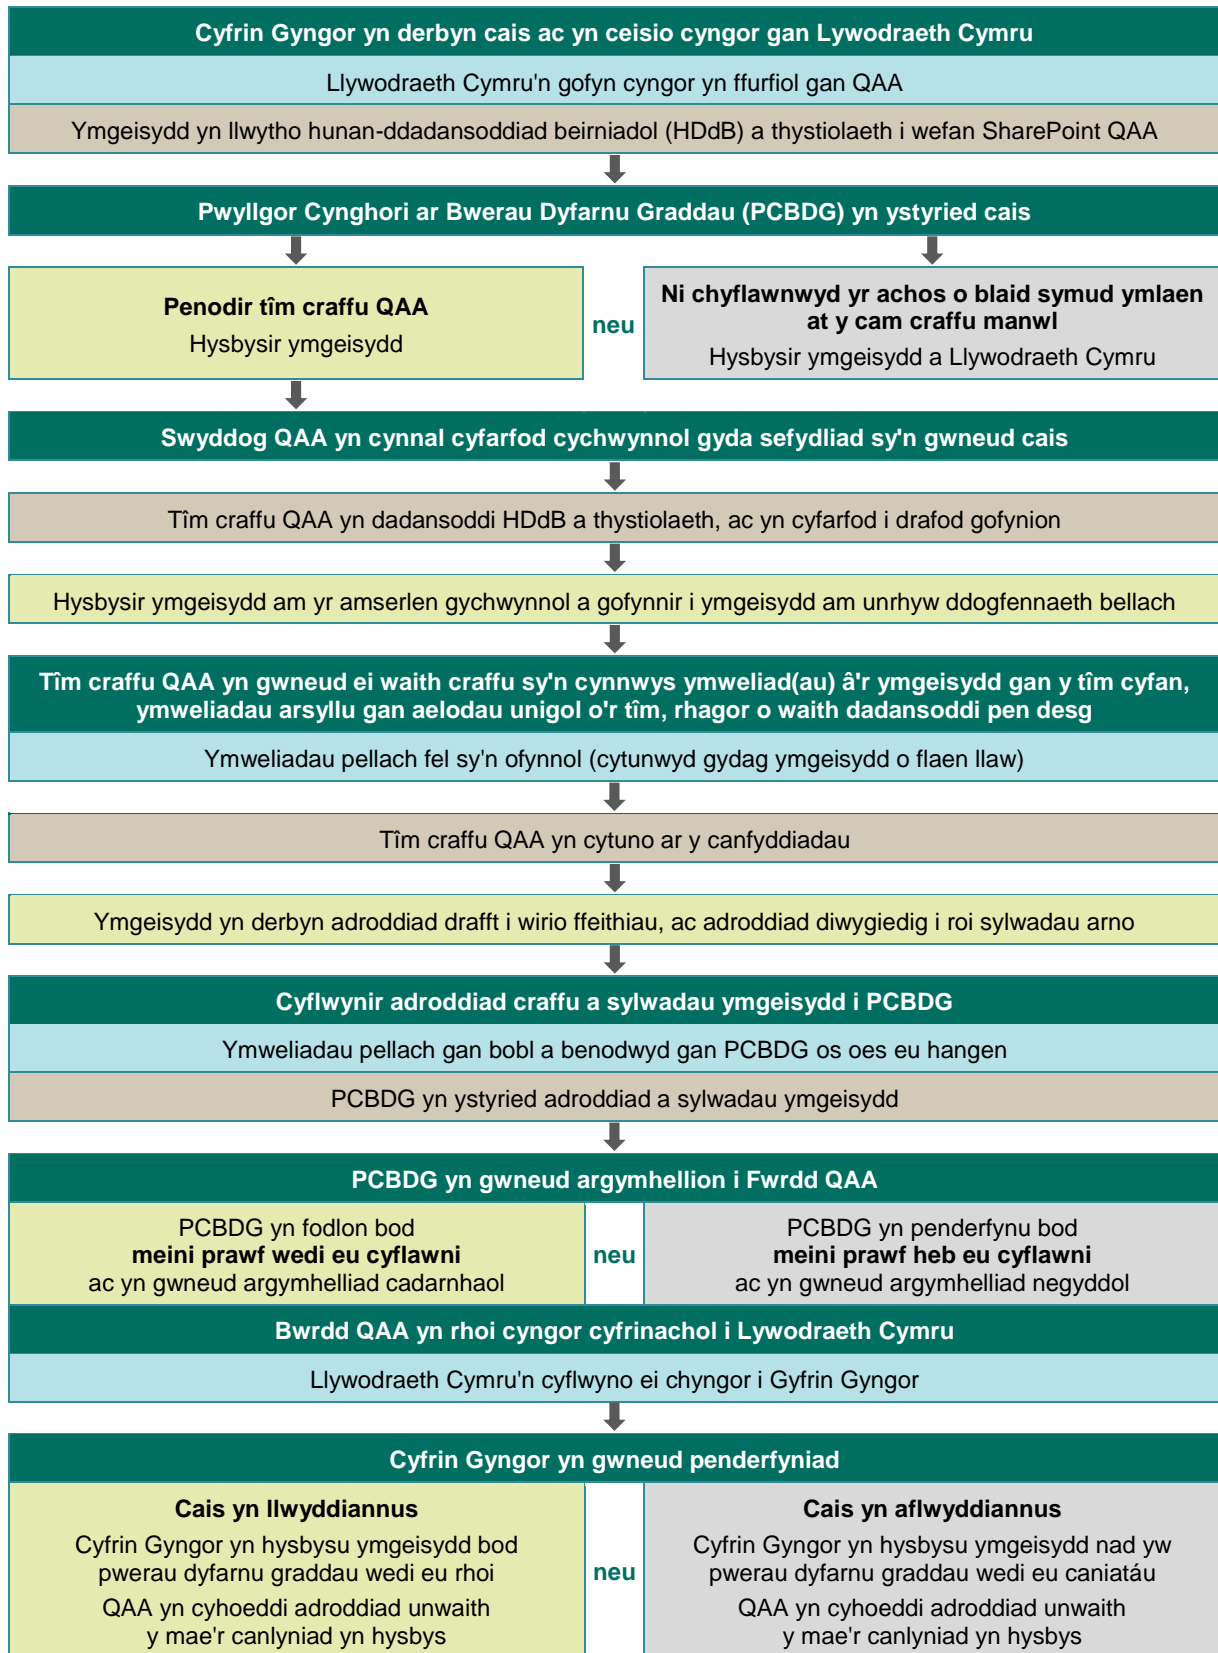 Cyfrin Gyngor yn derbyn cais ac yn ceisio cyngor gan Lywodraeth Cymru
Llywodraeth Cymru'n gofyn cyngor yn ffurfiol gan QAA
Ymgeisydd yn llwytho hunan-ddadansoddiad beirniadol (HDdB) a thystiolaeth i wefan SharePoint QAA
Pwyllgor Cynghori ar Bwerau Dyfarnu Graddau (PCBDG) yn ystyried cais
Penodir tîm craffu QAA
Hysbysir ymgeisydd
neu
Ni chyflawnwyd yr achos o blaid symud ymlaen
at y cam craffu manwl
Hysbysir ymgeisydd a Llywodraeth Cymru
Swyddog QAA yn cynnal cyfarfod cychwynnol gyda sefydliad sy'n gwneud cais
Tîm craffu QAA yn dadansoddi HDdB a thystiolaeth, ac yn cyfarfod i drafod gofynion
Hysbysir ymgeisydd am yr amserlen gychwynnol a gofynnir i ymgeisydd am unrhyw ddogfennaeth bellach
Tîm craffu QAA yn gwneud ei waith craffu sy'n cynnwys ymweliad(au) â'r ymgeisydd gan y tîm cyfan,
ymweliadau arsyllu gan aelodau unigol o'r tîm, rhagor o waith dadansoddi pen desg
Ymweliadau pellach fel sy'n ofynnol (cytunwyd gydag ymgeisydd o flaen llaw)
Tîm craffu QAA yn cytuno ar y canfyddiadau
Ymgeisydd yn derbyn adroddiad drafft i wirio ffeithiau, ac adroddiad diwygiedig i roi sylwadau arno
Cyflwynir adroddiad craffu a sylwadau ymgeisydd i PCBDG
Ymweliadau pellach gan bobl a benodwyd gan PCBDG os oes eu hangen
PCBDG yn ystyried adroddiad a sylwadau ymgeisydd
PCBDG yn gwneud argymhellion i Fwrdd QAA
PCBDG yn fodlon bod
meini prawf wedi eu cyflawni
ac yn gwneud argymhelliad cadarnhaol
neu
PCBDG yn penderfynu bod
meini prawf heb eu cyflawni
ac yn gwneud argymhelliad negyddol
Bwrdd QAA yn rhoi cyngor cyfrinachol i Lywodraeth Cymru
Llywodraeth Cymru'n cyflwyno ei chyngor i Gyfrin Gyngor
Cyfrin Gyngor yn gwneud penderfyniad
Cais yn llwyddiannus
Cyfrin Gyngor yn hysbysu ymgeisydd bod
pwerau dyfarnu graddau wedi eu rhoi
QAA yn cyhoeddi adroddiad unwaith
y mae'r canlyniad yn hysbys
neu
Cais yn aflwyddiannus
Cyfrin Gyngor yn hysbysu ymgeisydd nad yw
pwerau dyfarnu graddau wedi eu caniatáu
QAA yn cyhoeddi adroddiad unwaith
y mae'r canlyniad yn hysbys